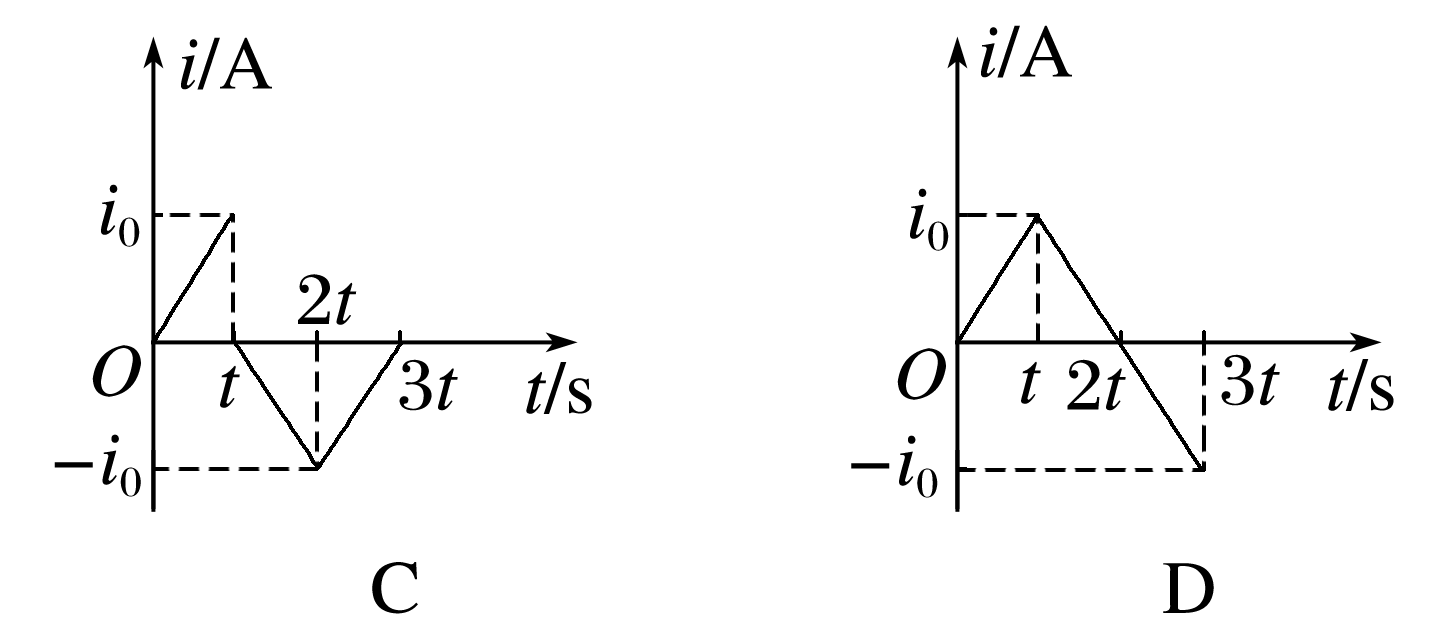 i/A
i₀
2t
O
t
3t
t/s
−i₀
C
i/A
i₀
O
t
2t
3t
t/s
−i₀
D